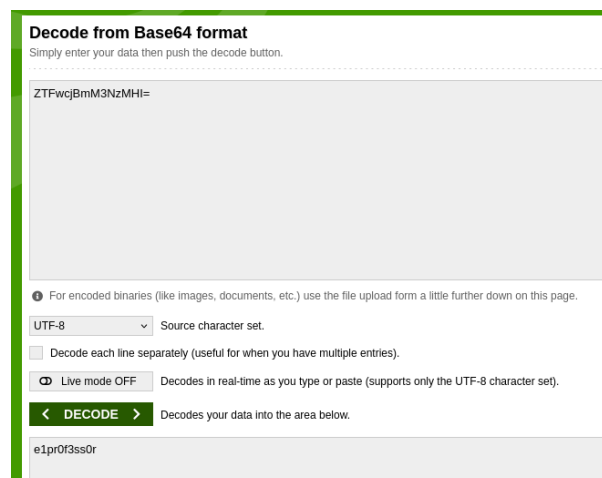 Decode from Base64 format
Simply enter your data then push the decode button.
ZTFwcjBmM3NzMHI=
For encoded binaries (like images, documents, etc.) use the file upload form a little further down on this page.
UTF-8 Source character set.
Decode each line separately (useful for when you have multiple entries).
Live mode OFF Decodes in real-time as you type or paste (supports only the UTF-8 character set).
< DECODE > Decodes your data into the area below.
e1pr0f3ss0r